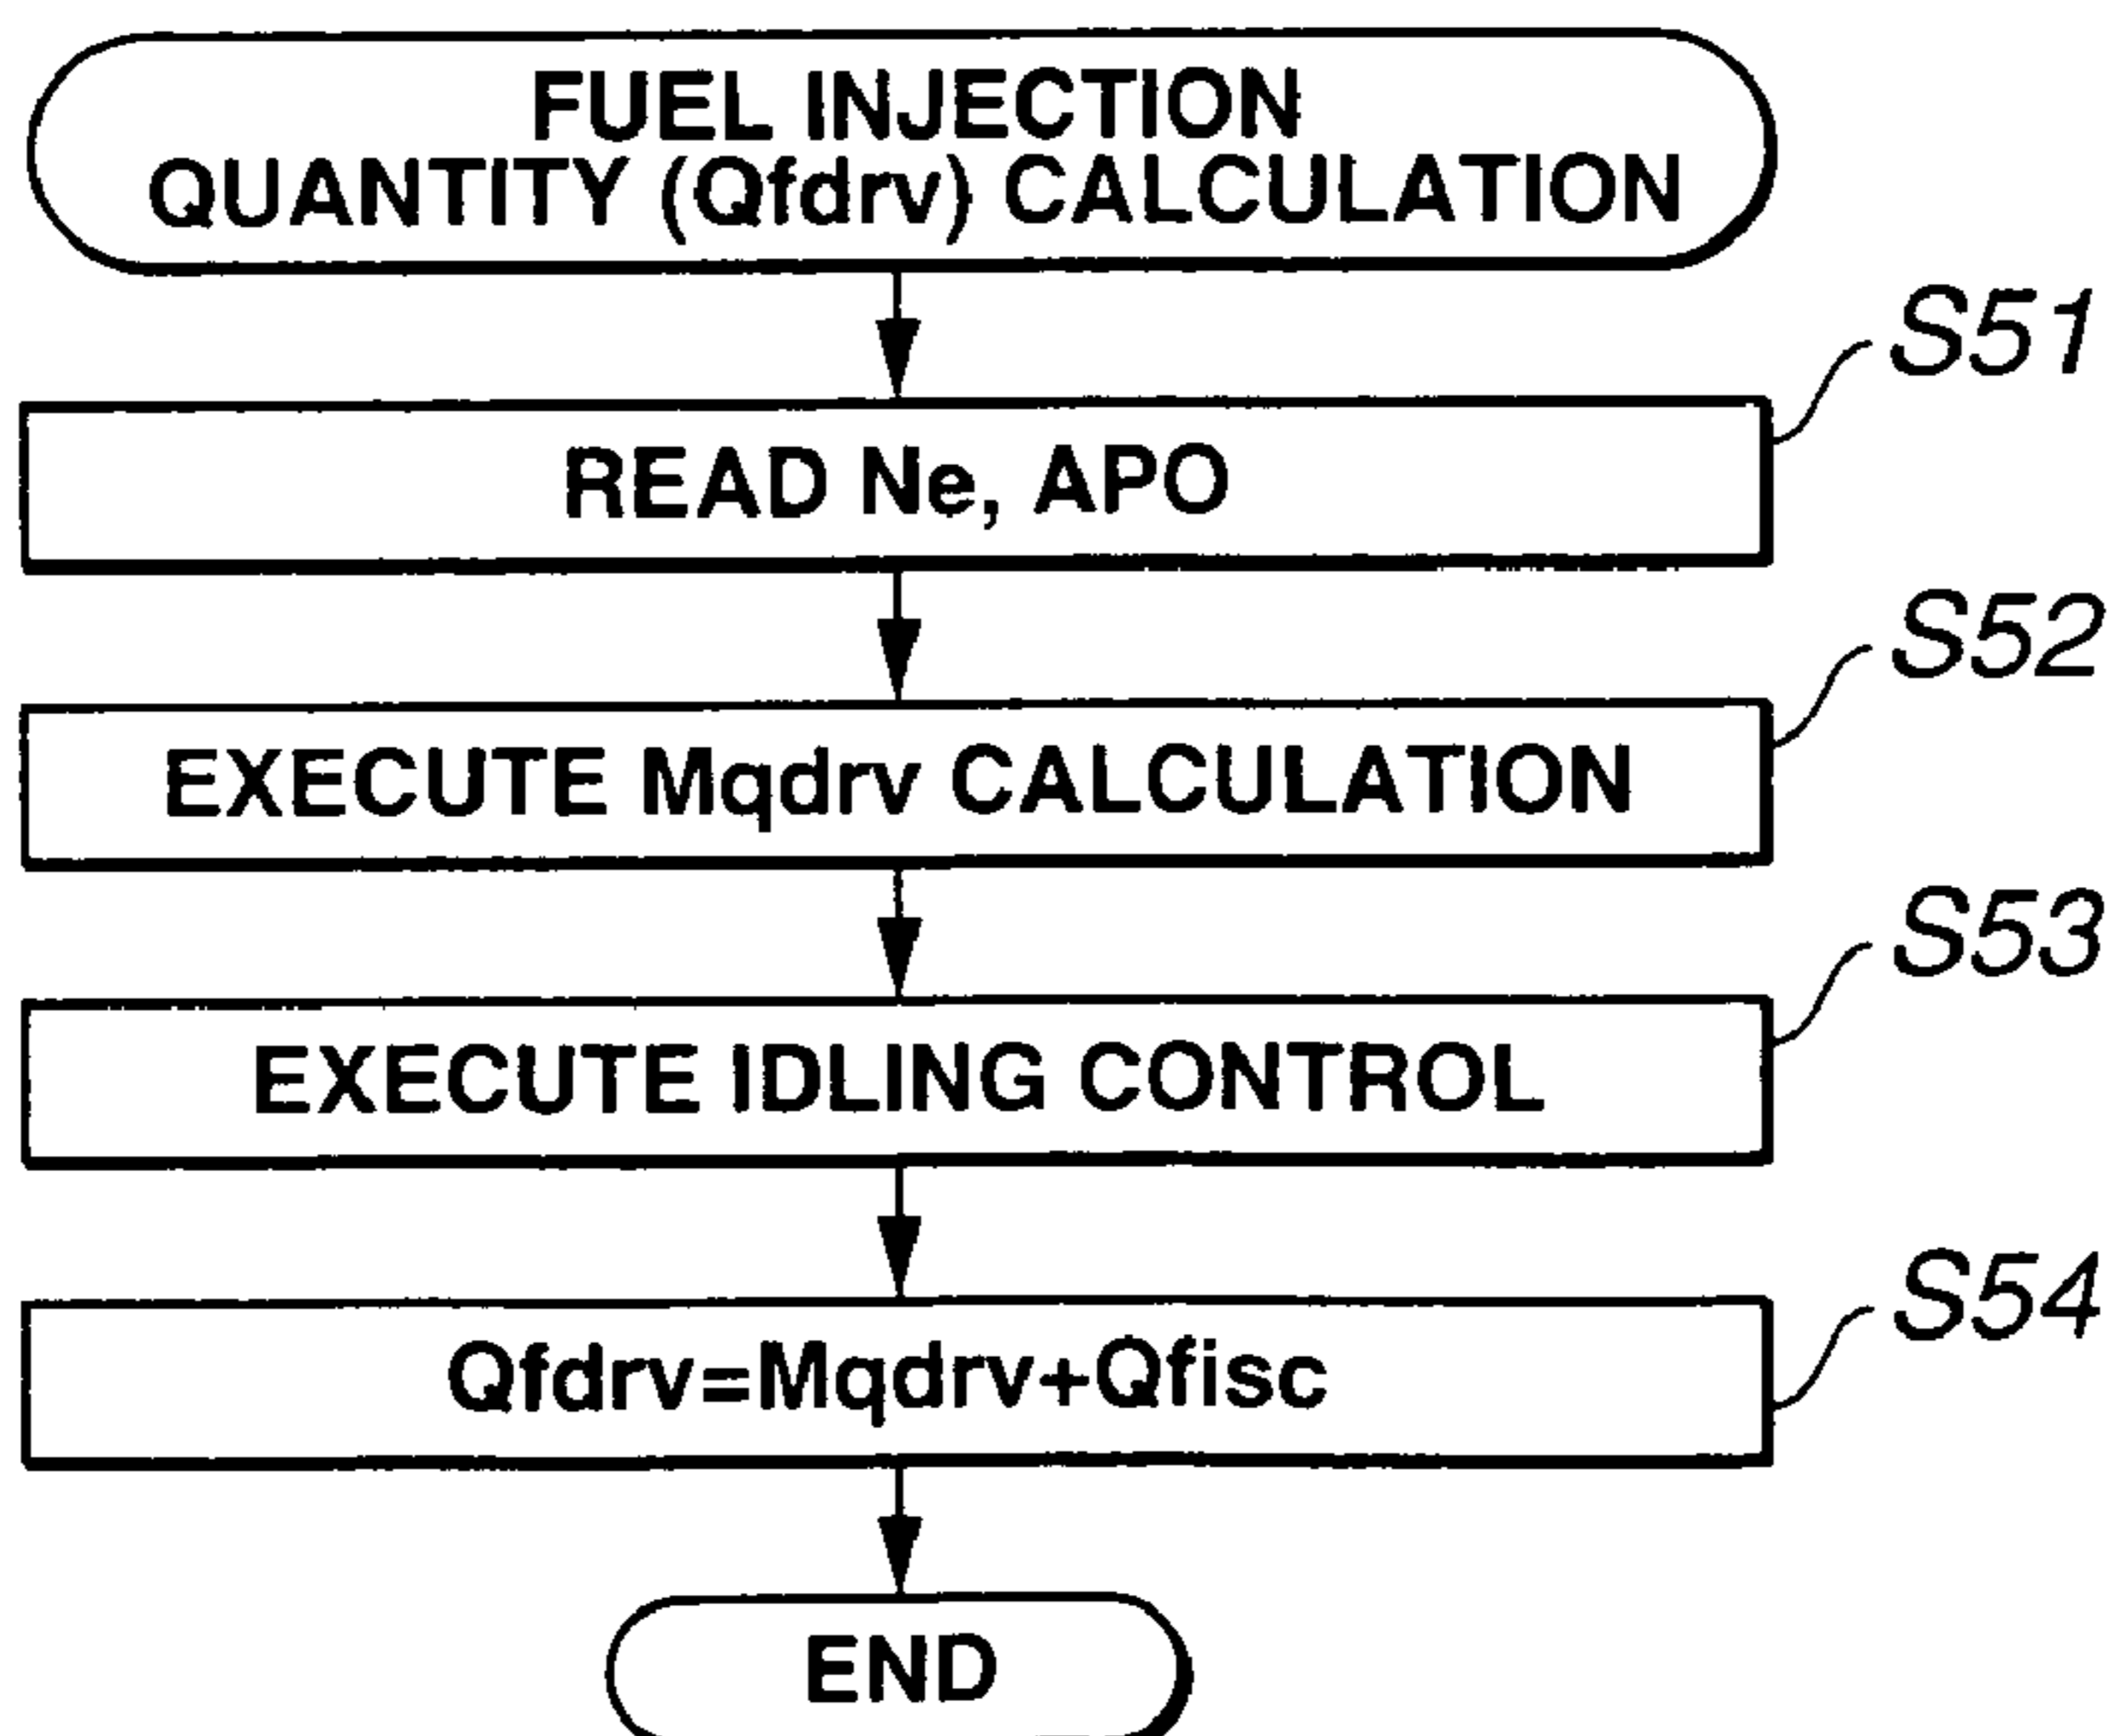 FUEL INJECTION
QUANTITY (Qfdrv) CALCULATION
S51
READ Ne, APO
S52
EXECUTE Mqdrv CALCULATION
S53
EXECUTE IDLING CONTROL
S54
Qfdrv=Mqdrv+Qfisc
END